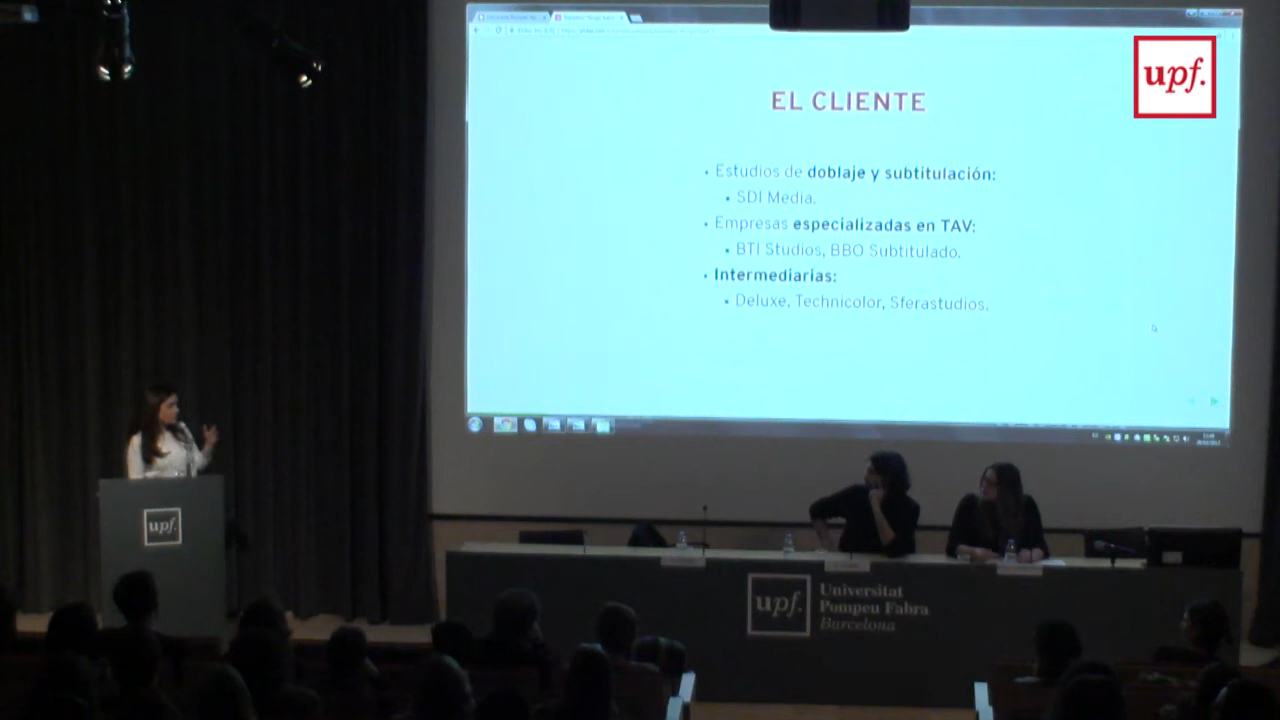 upf.
EL CLIENTE
• Estudios de doblaje y subtitulación:
• SDI Media.
• Empresas especializadas en TAV:
• BTI Studios, BBO Subtitulado.
• Intermediarias:
• Deluxe, Technicolor, Sferastudios.
upf.
upf.
Universitat
Pompeu Fabra
Barcelona